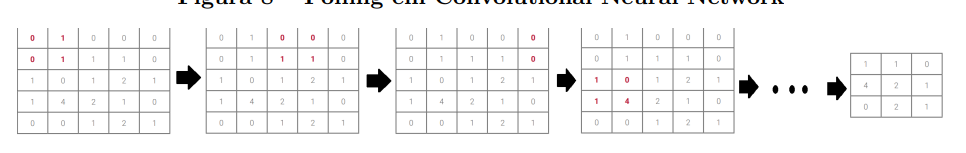 Figura – Polling em Convolutional Neural Network
0 1 0 0 0 0 1 0 0 0 0 1 0 0 0 0 1 0 0 0
0 1 1 1 0 0 1 1 1 0 0 1 1 1 0 0 1 1 1 0 1 1 0
1 0 1 2 1 1 0 1 2 1 1 0 1 2 1 1 0 1 2 1 4 2 1
1 4 2 1 0 1 4 2 1 0 1 4 2 1 0 1 4 2 1 0 0 2 1
0 0 1 2 1 0 0 1 2 1 0 0 1 2 1 0 0 1 2 1